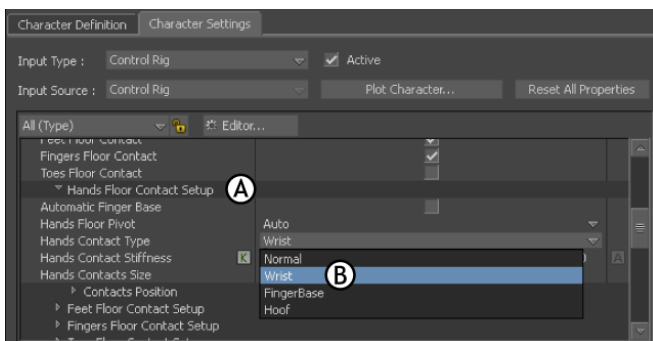 Character Definition Character Settings
Input Type : Control Rig Active
Input Source : Control Rig Plot Character... Reset All Properties
All (Type) Editor...
Feet Floor Contact
Fingers Floor Contact
Toes Floor Contact
Hands Floor Contact Setup A
Automatic Finger Base
Hands Floor Pivot Auto
Hands Contact Type Wrist
Hands Contact Stiffness K Normal A
Hands Contacts Size Wrist B
Contacts Position FingerBase
Feet Floor Contact Setup Hoof
Fingers Floor Contact Setup